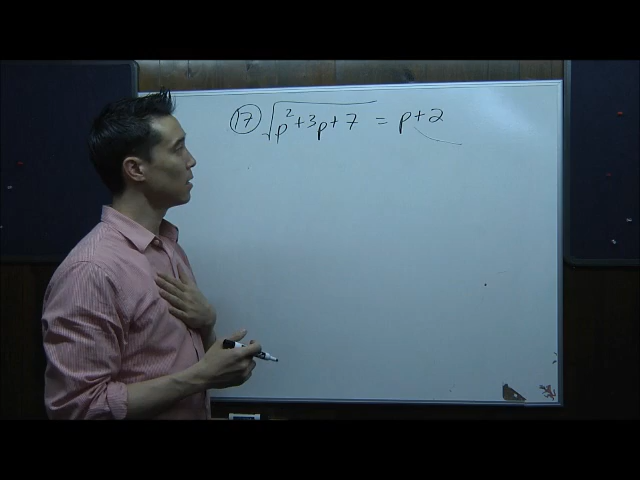 ⑰ √(p²+3p+7) = p+2